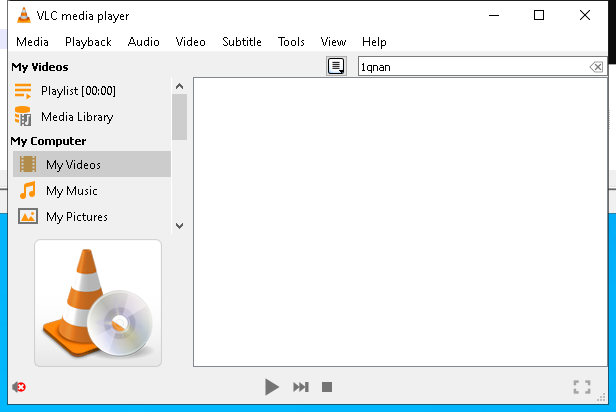 VLC media player
Media Playback Audio Video Subtitle Tools View Help
My Videos
1qnan
Playlist [00:00]
Media Library
My Computer
My Videos
My Music
My Pictures